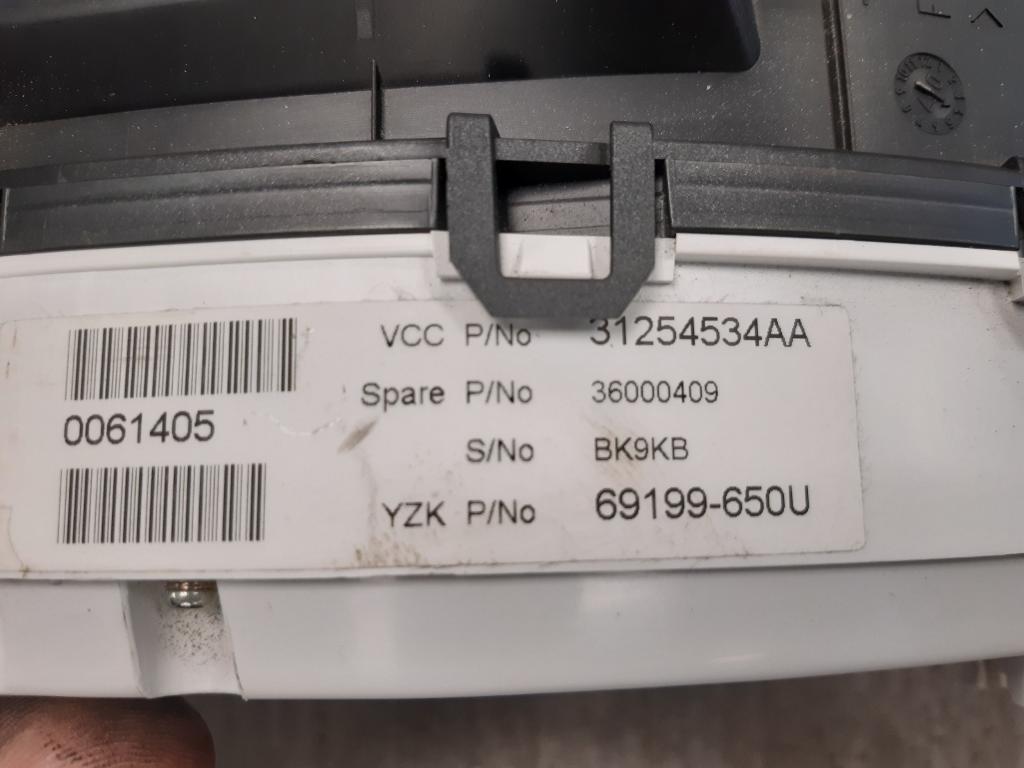 VCC P/No 31254534AA
Spare P/No 36000409
0061405
S/No BK9KB
YZK P/No 69199-650U